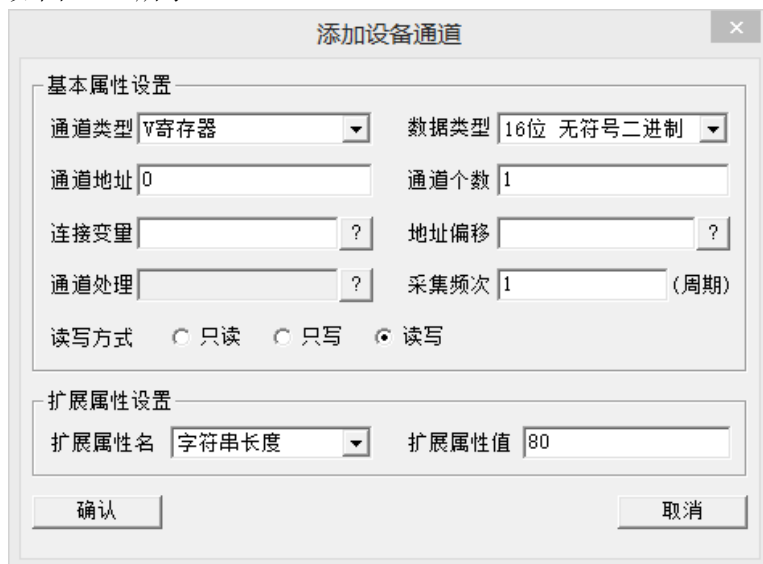 添加设备通道
基本属性设置
通道类型 V寄存器 数据类型 16位 无符号二进制
通道地址 0 通道个数 1
连接变量 ? 地址偏移 ?
通道处理 ? 采集频次 1 (周期)
读写方式 只读 只写 读写
扩展属性设置
扩展属性名 字符串长度 扩展属性值 80
确认 取消